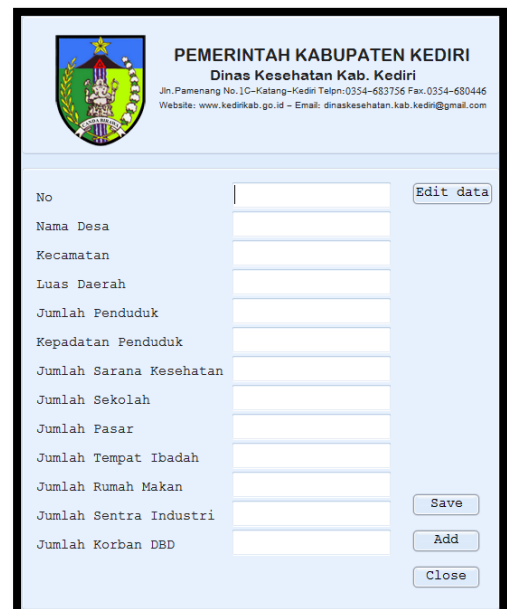 PEMERINTAH KABUPATEN KEDIRI
Dinas Kesehatan Kab. Kediri
Jln.Pamenang No.1C-Katang-Kediri Telpn:0354-683756 Fax.0354-680446
Website: www.kedirikab.go.id - Email: dinaskesehatan.kab.kediri@gmail.com
No
Edit data
Nama Desa
Kecamatan
Luas Daerah
Jumlah Penduduk
Kepadatan Penduduk
Jumlah Sarana Kesehatan
Jumlah Sekolah
Jumlah Pasar
Jumlah Tempat Ibadah
Jumlah Rumah Makan
Save
Jumlah Sentra Industri
Add
Jumlah Korban DBD
Close